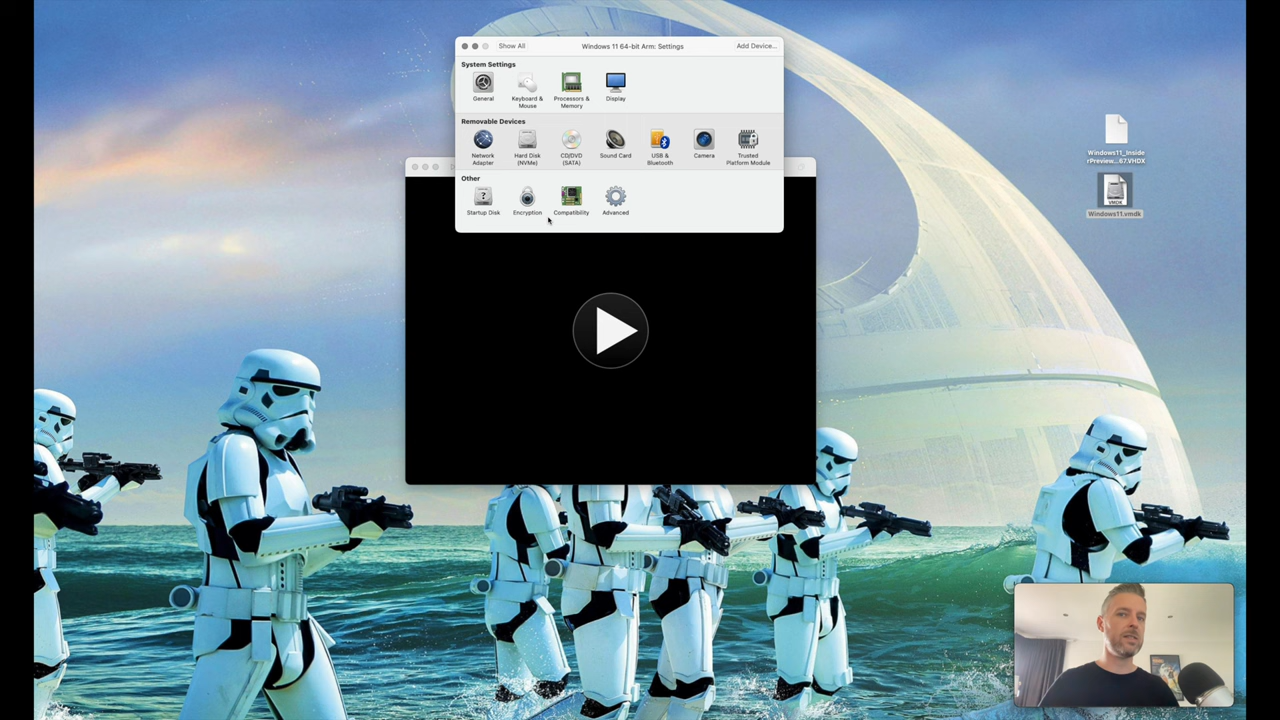 Show All
Windows 11 64-bit Arm: Settings
Add Device...
System Settings
General
Keyboard &
Mouse
Processors &
Memory
Display
Removable Devices
Network
Adapter
Hard Disk
(NVMe)
CD/DVD
(SATA)
Sound Card
USB &
Bluetooth
Camera
Trusted
Platform Module
Other
Startup Disk
Encryption
Compatibility
Advanced
Windows11_Inside
rPreview...67.VHDX
VMDK
Windows11.vmdk